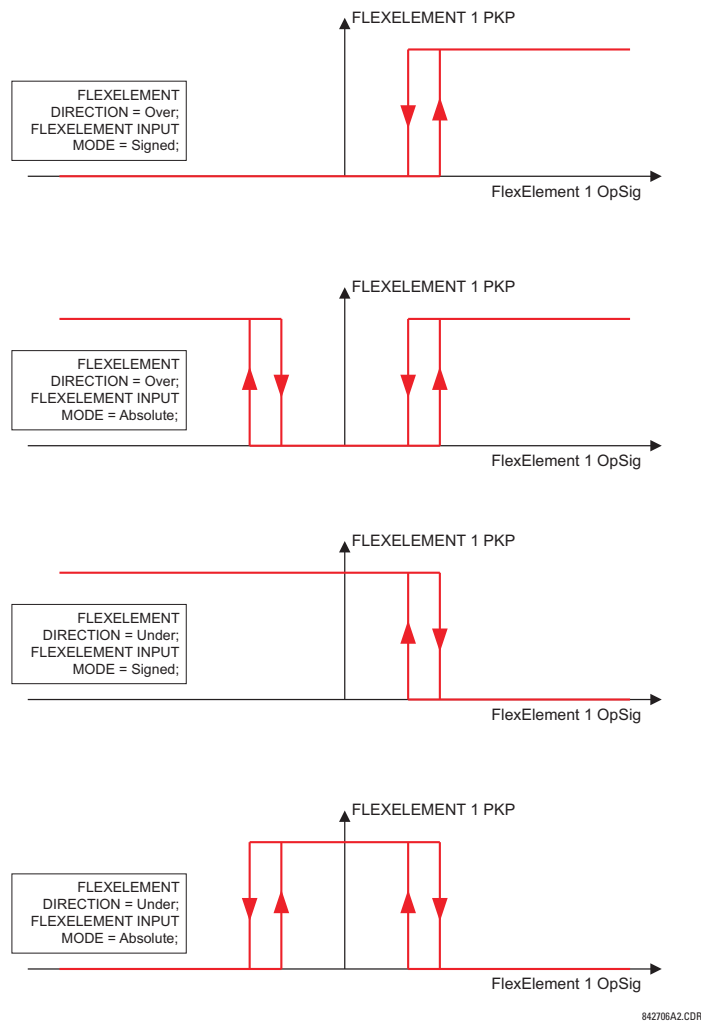 FLEXELEMENT 1 PKP
FLEXELEMENT
DIRECTION = Over;
FLEXELEMENT INPUT
MODE = Signed;
FlexElement 1 OpSig
FLEXELEMENT 1 PKP
FLEXELEMENT
DIRECTION = Over;
FLEXELEMENT INPUT
MODE = Absolute;
FlexElement 1 OpSig
FLEXELEMENT 1 PKP
FLEXELEMENT
DIRECTION = Under;
FLEXELEMENT INPUT
MODE = Signed;
FlexElement 1 OpSig
FLEXELEMENT 1 PKP
FLEXELEMENT
DIRECTION = Under;
FLEXELEMENT INPUT
MODE = Absolute;
FlexElement 1 OpSig
842706A2.CDR